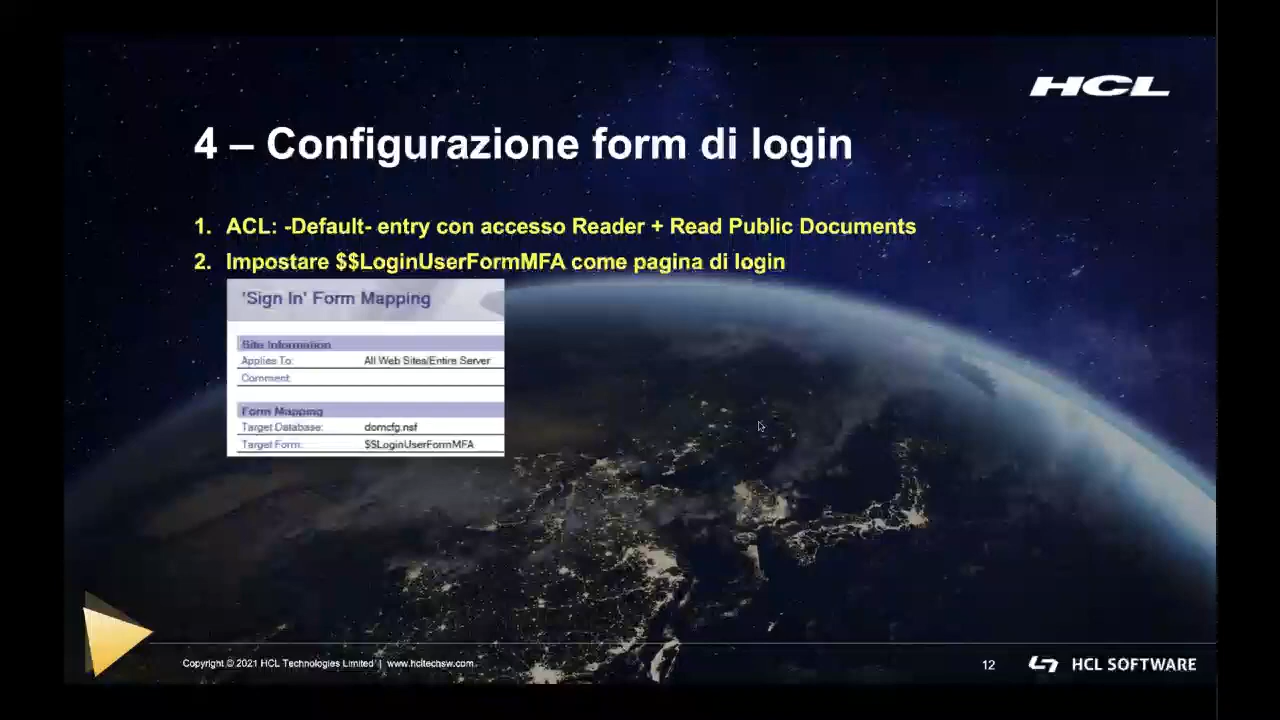 HCL
4 – Configurazione form di login
1. ACL: -Default- entry con accesso Reader + Read Public Documents
2. Impostare $$LoginUserFormMFA come pagina di login
'Sign In' Form Mapping
Site Information
Applies To: All Web Sites/Entire Server
Comment:
Form Mapping
Target Database: domcfg.nsf
Target Form: $$LoginUserFormMFA
Copyright © 2021 HCL Technologies Limited | www.hcltechsw.com
12
HCL SOFTWARE